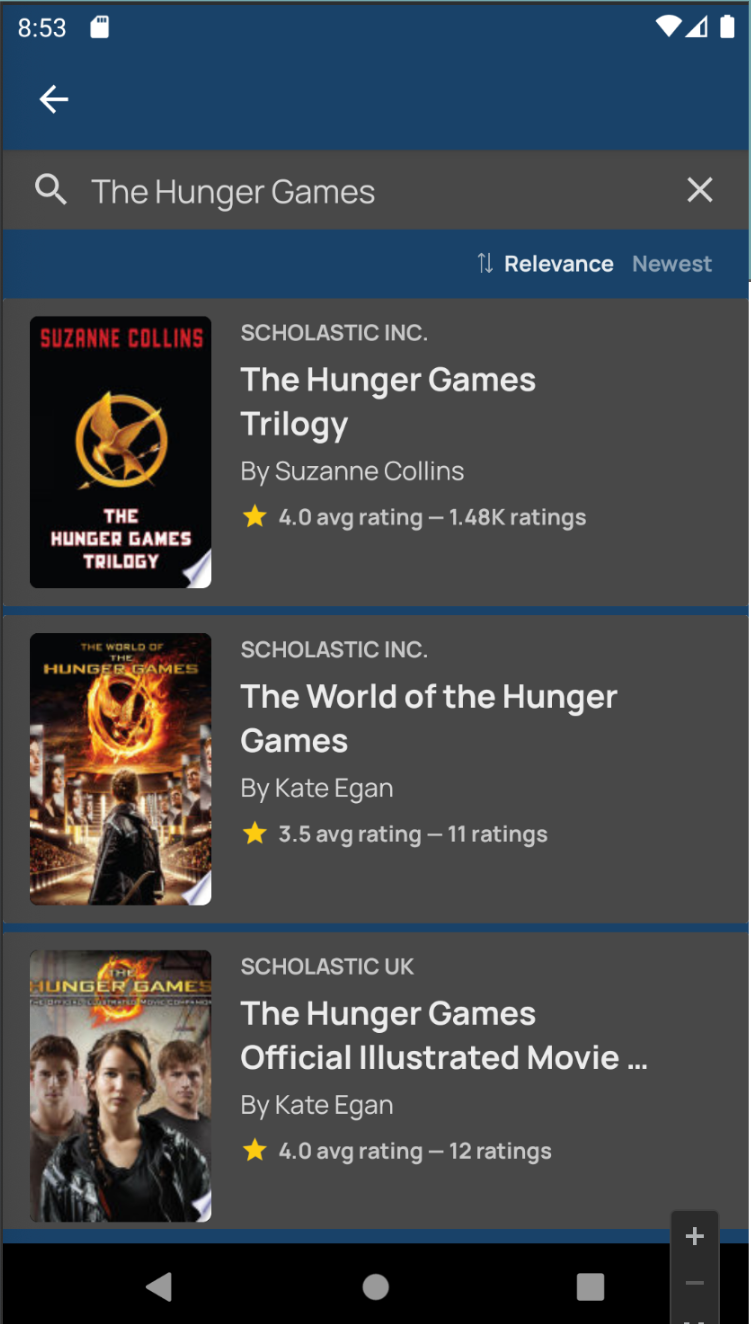 8:53
The Hunger Games
Relevance Newest
SUZANNE COLLINS
THE
HUNGER GAMES
TRILOGY
SCHOLASTIC INC.
The Hunger Games
Trilogy
By Suzanne Collins
4.0 avg rating — 1.48K ratings
THE WORLD OF
THE
HUNGER GAMES
SCHOLASTIC INC.
The World of the Hunger
Games
By Kate Egan
3.5 avg rating — 11 ratings
THE
HUNGER GAMES
THE OFFICIAL ILLUSTRATED MOVIE COMPANION
SCHOLASTIC UK
The Hunger Games
Official Illustrated Movie ...
By Kate Egan
4.0 avg rating — 12 ratings